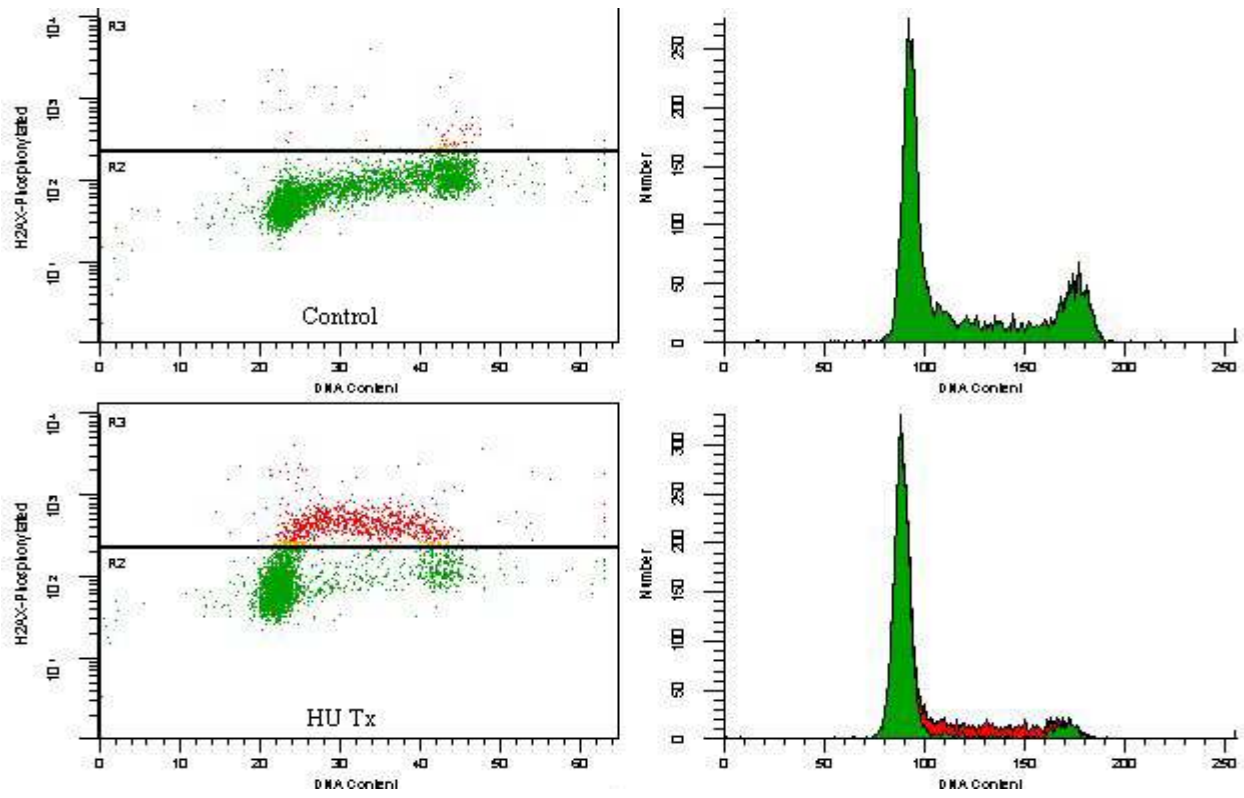 R3
R2
H2AX-Phosphorylated
10⁴
10³
10²
10¹
Control
0 10 20 30 40 50 60
DNA Content
Number
250
200
150
100
50
0
0 50 100 150 200 250
DNA Content
R3
R2
H2AX-Phosphorylated
10⁴
10³
10²
10¹
HU Tx
0 10 20 30 40 50 60
DNA Content
Number
300
250
200
150
100
50
0
0 50 100 150 200 250
DNA Content